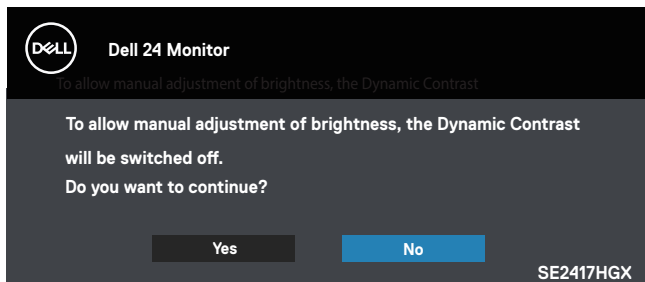 DELL
Dell 24 Monitor
To allow manual adjustment of brightness, the Dynamic Contrast
To allow manual adjustment of brightness, the Dynamic Contrast
will be switched off.
Do you want to continue?
Yes No
SE2417HGX